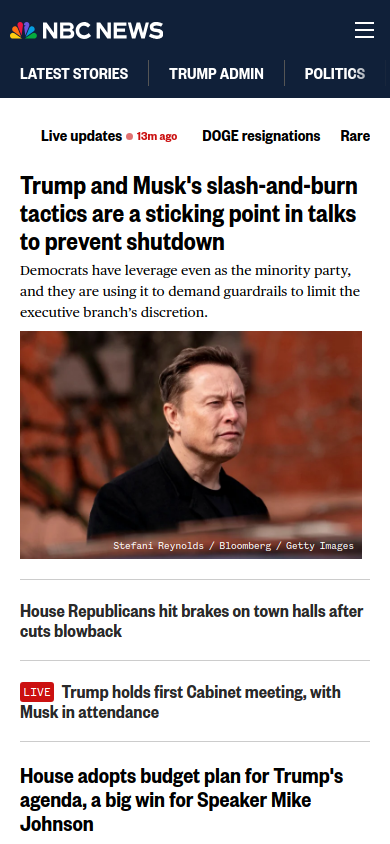 NBC NEWS
LATEST STORIES
TRUMP ADMIN
POLITICS
Live updates
13m ago
DOGE resignations
Rare
Trump and Musk's slash-and-burn
tactics are a sticking point in talks
to prevent shutdown
Democrats have leverage even as the minority party,
and they are using it to demand guardrails to limit the
executive branch’s discretion.
Stefani Reynolds / Bloomberg / Getty Images
House Republicans hit brakes on town halls after
cuts blowback
LIVE Trump holds first Cabinet meeting, with
Musk in attendance
House adopts budget plan for Trump's
agenda, a big win for Speaker Mike
Johnson